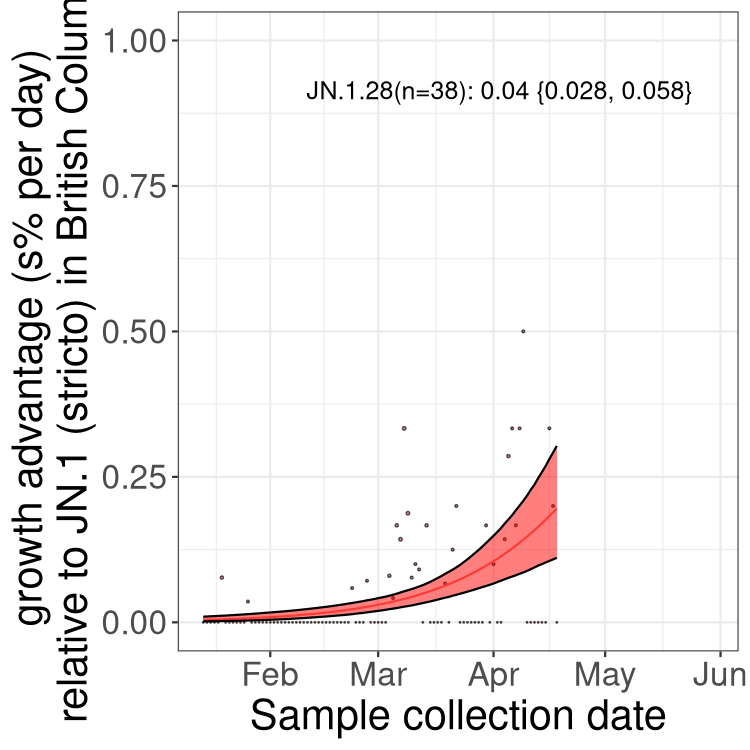 growth advantage (s% per day)
relative to JN.1 (stricto) in British Colum
1.00
0.75
0.50
0.25
0.00
JN.1.28(n=38): 0.04 {0.028, 0.058}
Feb Mar Apr May Jun
Sample collection date